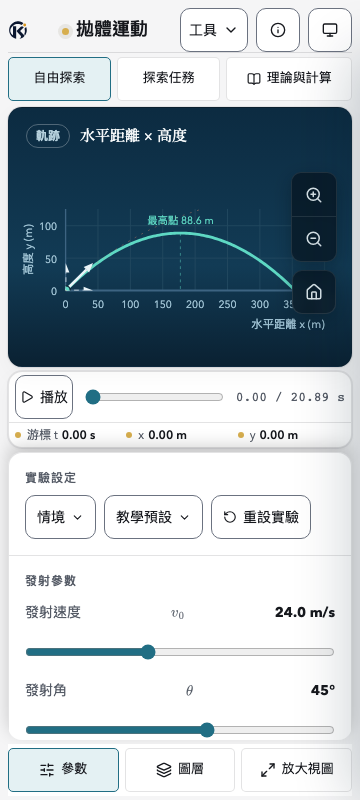 拋體運動
工具
自由探索
探索任務
理論與計算
軌跡
水平距離 × 高度
最高點 88.6 m
高度 y (m)
100
50
0
0 50 100 150 200 250 300
水平距離 x (m)
播放
0.00 / 20.89 s
游標 t 0.00 s
x 0.00 m
y 0.00 m
實驗設定
情境
教學預設
重設實驗
發射參數
發射速度 v₀ 24.0 m/s
發射角 θ 45°
參數
圖層
放大視圖